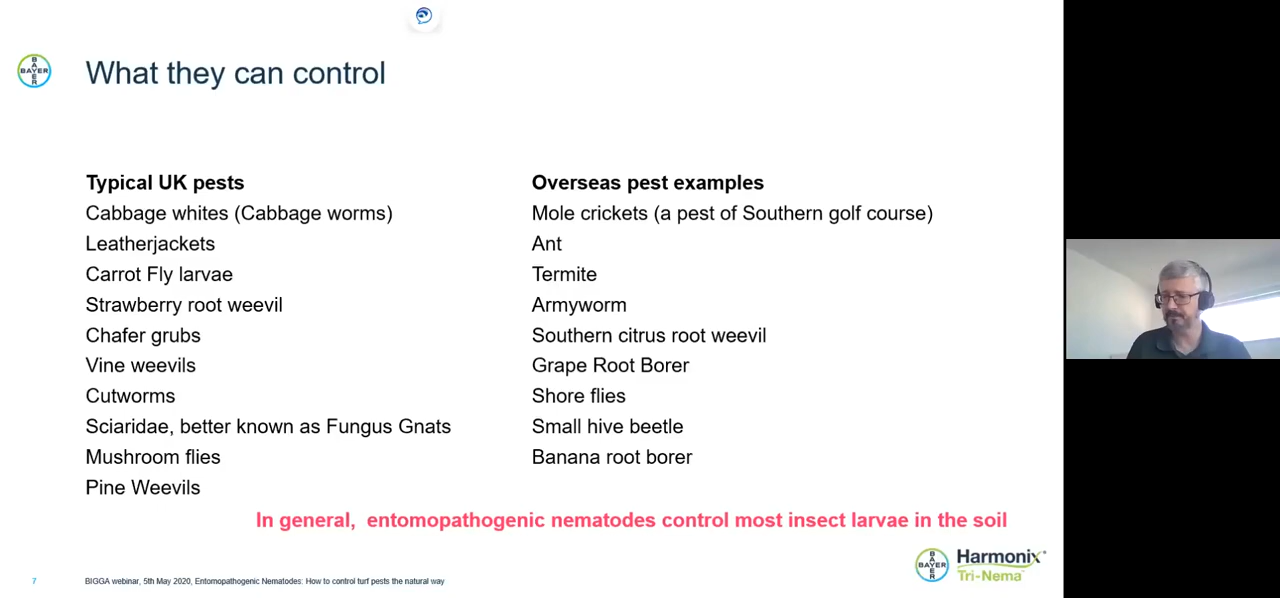 What they can control
Typical UK pests
Cabbage whites (Cabbage worms)
Leatherjackets
Carrot Fly larvae
Strawberry root weevil
Chafer grubs
Vine weevils
Cutworms
Sciaridae, better known as Fungus Gnats
Mushroom flies
Pine Weevils
Overseas pest examples
Mole crickets (a pest of Southern golf course)
Ant
Termite
Armyworm
Southern citrus root weevil
Grape Root Borer
Shore flies
Small hive beetle
Banana root borer
In general, entomopathogenic nematodes control most insect larvae in the soil
7
BIGGA webinar, 5th May 2020, Entomopathogenic Nematodes: How to control turf pests the natural way
BAYER
BAYER
Harmonix®
Tri-Nema™